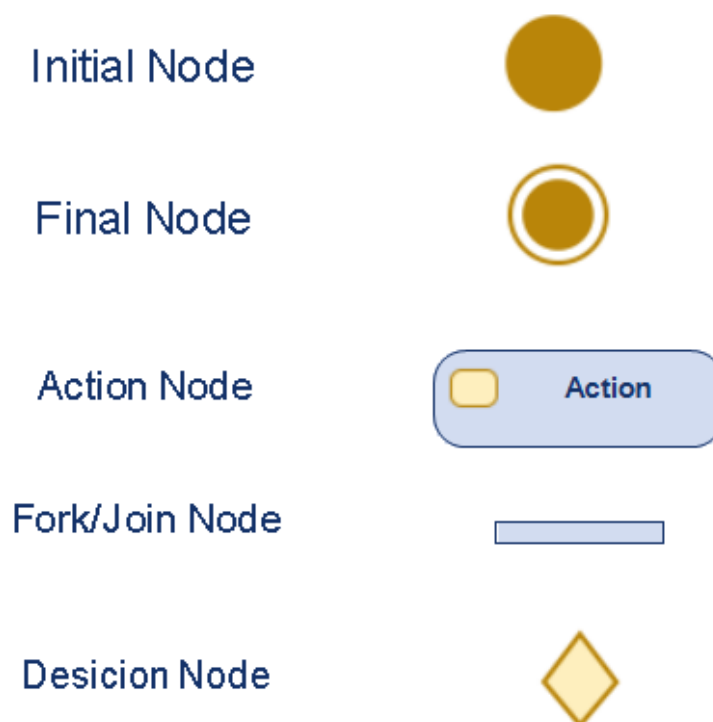 Initial Node
Final Node
Action Node
Action
Fork/Join Node
Desicion Node